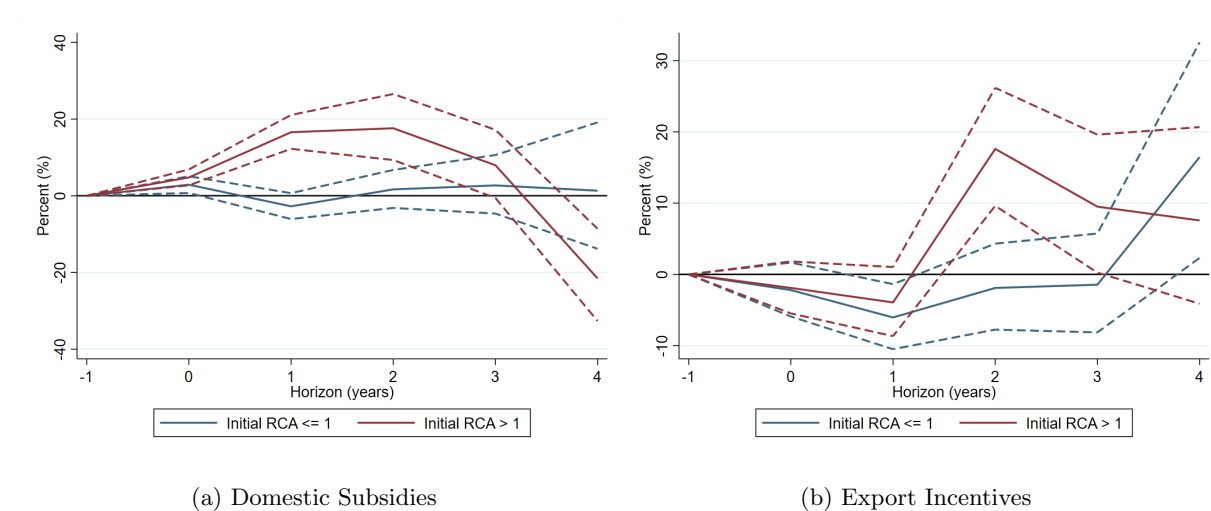 Percent (%)
40
20
0
-20
-40
-1 0 1 2 3 4
Horizon (years)
Initial RCA <= 1 Initial RCA > 1
(a) Domestic Subsidies
Percent (%)
30
20
10
0
-10
-1 0 1 2 3 4
Horizon (years)
Initial RCA <= 1 Initial RCA > 1
(b) Export Incentives